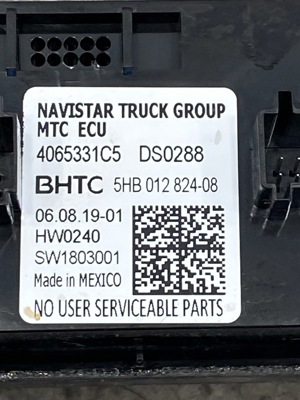 NAVISTAR TRUCK GROUP
MTC ECU
4065331C5 DS0288
BHTC 5HB 012 824-08
06.08.19-01
HW0240
SW1803001
Made in MEXICO
NO USER SERVICEABLE PARTS